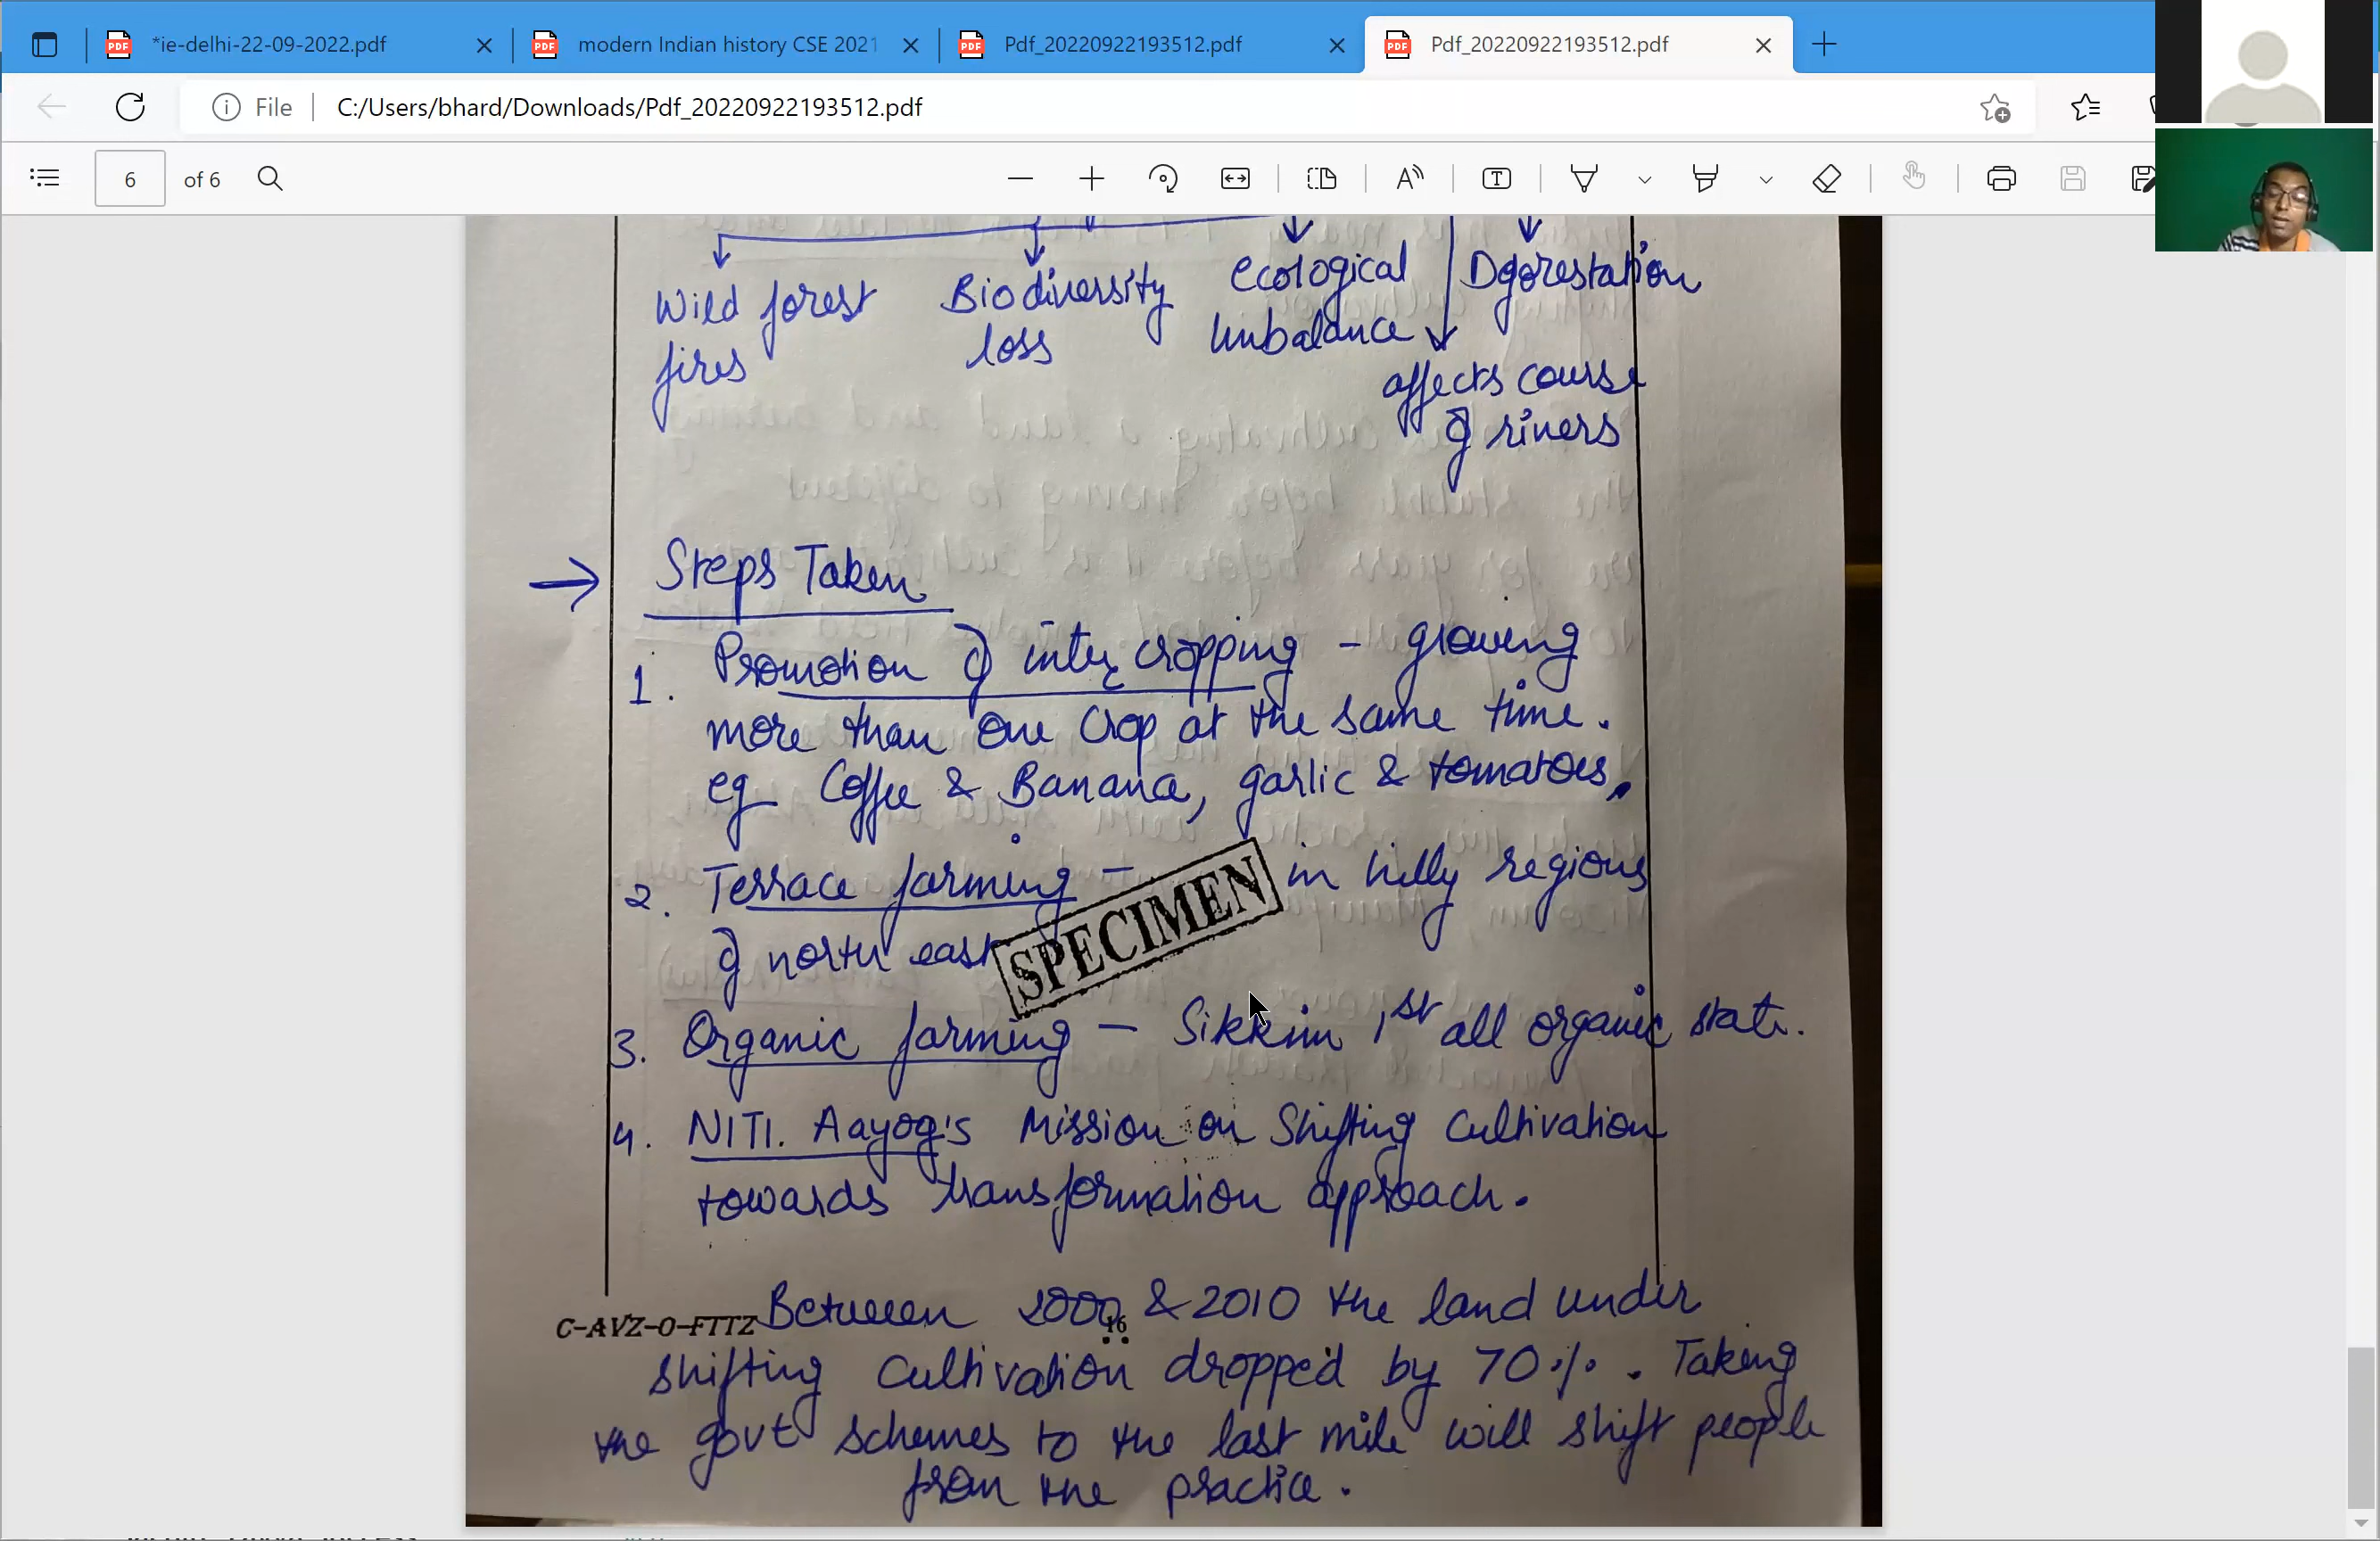 *ie-delhi-22-09-2022.pdf
modern Indian history CSE 2021
Pdf_20220922193512.pdf
Pdf_20220922193512.pdf
File
C:/Users/bhard/Downloads/Pdf_20220922193512.pdf
6 of 6
Wild forest fires
Biodiversity loss
Ecological Imbalance
Deforestation
affects course of rivers
→ Steps Taken
1. Promotion of inter cropping - growing
more than one crop at the same time.
eg Coffee & Banana, garlic & tomatoes.
2. Terrace farming - in hilly regions
of north east
SPECIMEN
3. Organic farming - Sikkim 1st all organic state.
4. NITI. Aayog's Mission on Shifting Cultivation
towards transformation approach.
C-AVZ-O-FTTZ
16
Between 2000 & 2010 the land under
shifting cultivation dropped by 70%. Taking
the govt schemes to the last mile will shift people
from the practice.